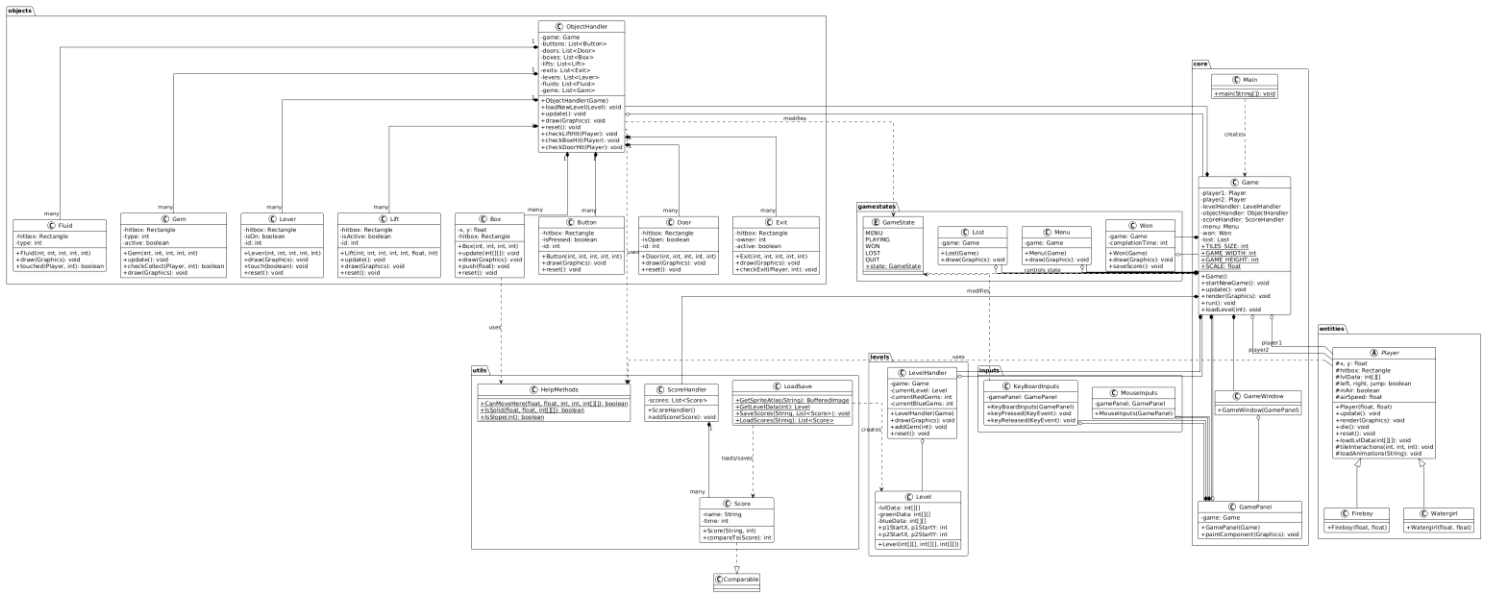 objects
C ObjectHandler
-game: Game
-buttons: List<Button>
-doors: List<Door>
-boxes: List<Box>
-lifts: List<Lift>
-exits: List<Exit>
-levers: List<Lever>
-fluids: List<Fluid>
-gems: List<Gem>
+ObjectHandler(Game)
+loadNewLevel(Level): void
+update(): void
+draw(Graphics): void
+reset(): void
+checkLiftHit(Player): void
+checkBoxHit(Player): void
+checkDoorHit(Player): void
1
1
1
1
1
many
many
many
many
many
many
many
many
C Fluid
-hitbox: Rectangle
-type: int
+Fluid(int, int, int, int, int)
+draw(Graphics): void
+touched(Player, int): boolean
C Gem
-hitbox: Rectangle
-type: int
-active: boolean
+Gem(int, int, int, int, int)
+update(): void
+checkCollect(Player, int): boolean
+draw(Graphics): void
C Lever
-hitbox: Rectangle
-isOn: boolean
-id: int
+Lever(int, int, int, int, int)
+draw(Graphics): void
+touch(boolean): void
+reset(): void
C Lift
-hitbox: Rectangle
-isActive: boolean
-id: int
+Lift(int, int, int, int, float, int)
+update(): void
+draw(Graphics): void
+reset(): void
C Box
-x, y: float
-hitbox: Rectangle
+Box(int, int, int, int)
+update(int[][]): void
+draw(Graphics): void
+push(float): void
+reset(): void
C Button
-hitbox: Rectangle
-isPressed: boolean
-id: int
+Button(int, int, int, int, int)
+draw(Graphics): void
+reset(): void
uses
C Door
-hitbox: Rectangle
-isOpen: boolean
-id: int
+Door(int, int, int, int, int)
+draw(Graphics): void
+reset(): void
C Exit
-hitbox: Rectangle
-owner: int
-active: boolean
+Exit(int, int, int, int, int)
+draw(Graphics): void
+checkExit(Player, int): void
modifies
gamestates
E GameState
MENU
PLAYING
WON
LOST
QUIT
+state: GameState
C Lost
-game: Game
+Lost(Game)
+draw(Graphics): void
C Menu
-game: Game
+Menu(Game)
+draw(Graphics): void
C Won
-game: Game
-completionTime: int
+Won(Game)
+draw(Graphics): void
+saveScore(): void
controls state
modifies
core
C Main
+main(String[]): void
creates
C Game
-player1: Player
-player2: Player
-levelHandler: LevelHandler
-objectHandler: ObjectHandler
-scoreHandler: ScoreHandler
-menu: Menu
-won: Won
-lost: Lost
+TILES_SIZE: int
+GAME_WIDTH: int
+GAME_HEIGHT: int
+SCALE: float
+Game()
+startNewGame(): void
+update(): void
+render(Graphics): void
+run(): void
+loadLevel(int): void
player1
player2
C GameWindow
+GameWindow(GamePanel)
C GamePanel
-game: Game
+GamePanel(Game)
+paintComponent(Graphics): void
entities
A Player
#x, y: float
#hitbox: Rectangle
#lvlData: int[][]
#left, right, jump: boolean
#inAir: boolean
#airSpeed: float
+Player(float, float)
+update(): void
+render(Graphics): void
+die(): void
+reset(): void
+loadLvlData(int[][]): void
#tileInteractions(int, int, int): void
#loadAnimations(String): void
C Fireboy
+Fireboy(float, float)
C Watergirl
+Watergirl(float, float)
uses
uses
utils
C HelpMethods
+CanMoveHere(float, float, int, int, int[][]): boolean
+IsSolid(float, float, int[][]): boolean
+IsSlope(int): boolean
C ScoreHandler
-scores: List<Score>
+ScoreHandler()
+addScore(Score): void
1
many
C LoadSave
+GetSpriteAtlas(String): BufferedImage
+GetLevelData(int): Level
+SaveScores(String, List<Score>): void
+LoadScores(String): List<Score>
loads/saves
creates
C Score
-name: String
-time: int
+Score(String, int)
+compareTo(Score): int
C Comparable
levels
C LevelHandler
-game: Game
-currentLevel: Level
-currentRedGems: int
-currentBlueGems: int
+LevelHandler(Game)
+draw(Graphics): void
+addGem(int): void
+reset(): void
C Level
-lvlData: int[][]
-greenData: int[][]
-blueData: int[][]
+p1StartX, p1StartY: int
+p2StartX, p2StartY: int
+Level(int[][], int[][], int[][])
inputs
C KeyBoardInputs
-gamePanel: GamePanel
+KeyBoardInputs(GamePanel)
+keyPressed(KeyEvent): void
+keyReleased(KeyEvent): void
C MouseInputs
-gamePanel: GamePanel
+MouseInputs(GamePanel)